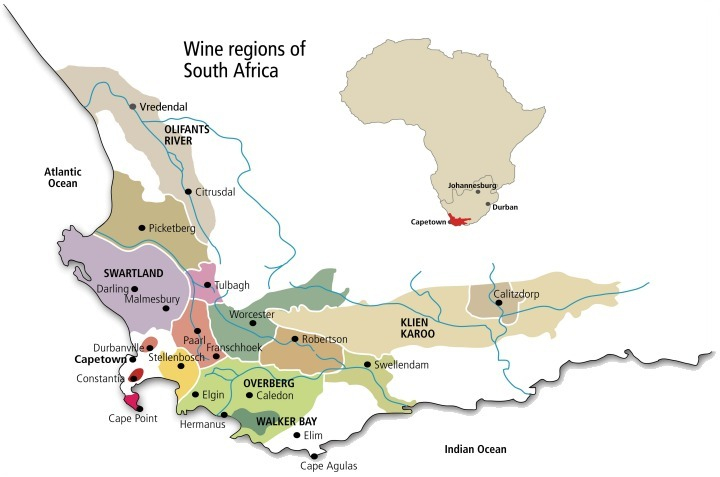 Wine regions of
South Africa
Vredendal
OLIFANTS
RIVER
Atlantic
Ocean
Citrusdal
Picketberg
Johannesburg
Durban
Capetown
SWARTLAND
Darling
Malmesbury
Tulbagh
Worcester
Calitzdorp
KLIEN
KAROO
Durbanville
Paarl
Franschhoek
Robertson
Capetown
Stellenbosch
Swellendam
Constantia
OVERBERG
Elgin
Caledon
Cape Point
Hermanus
WALKER BAY
Elim
Indian Ocean
Cape Agulas